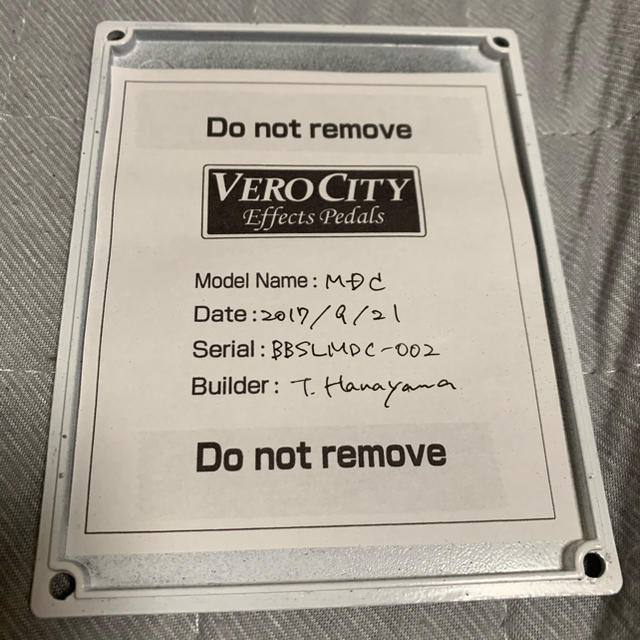 Do not remove
VERO CITY
Effects Pedals
Model Name: MDC
Date: 2017/9/21
Serial: BBSLMDC-002
Builder: T. Hanayama
Do not remove